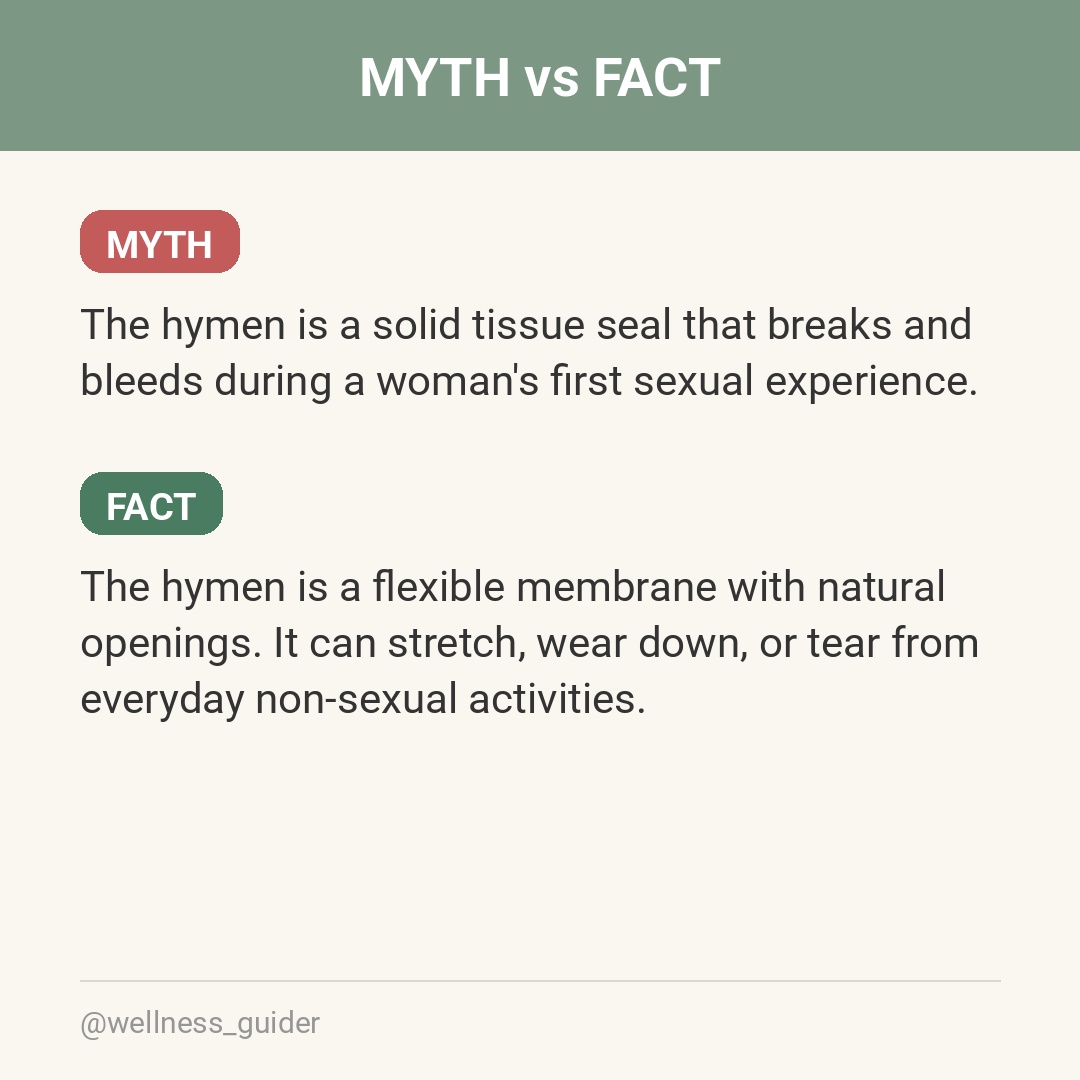 MYTH vs FACT
MYTH
The hymen is a solid tissue seal that breaks and
bleeds during a woman's first sexual experience.
FACT
The hymen is a flexible membrane with natural
openings. It can stretch, wear down, or tear from
everyday non-sexual activities.
@wellness_guider